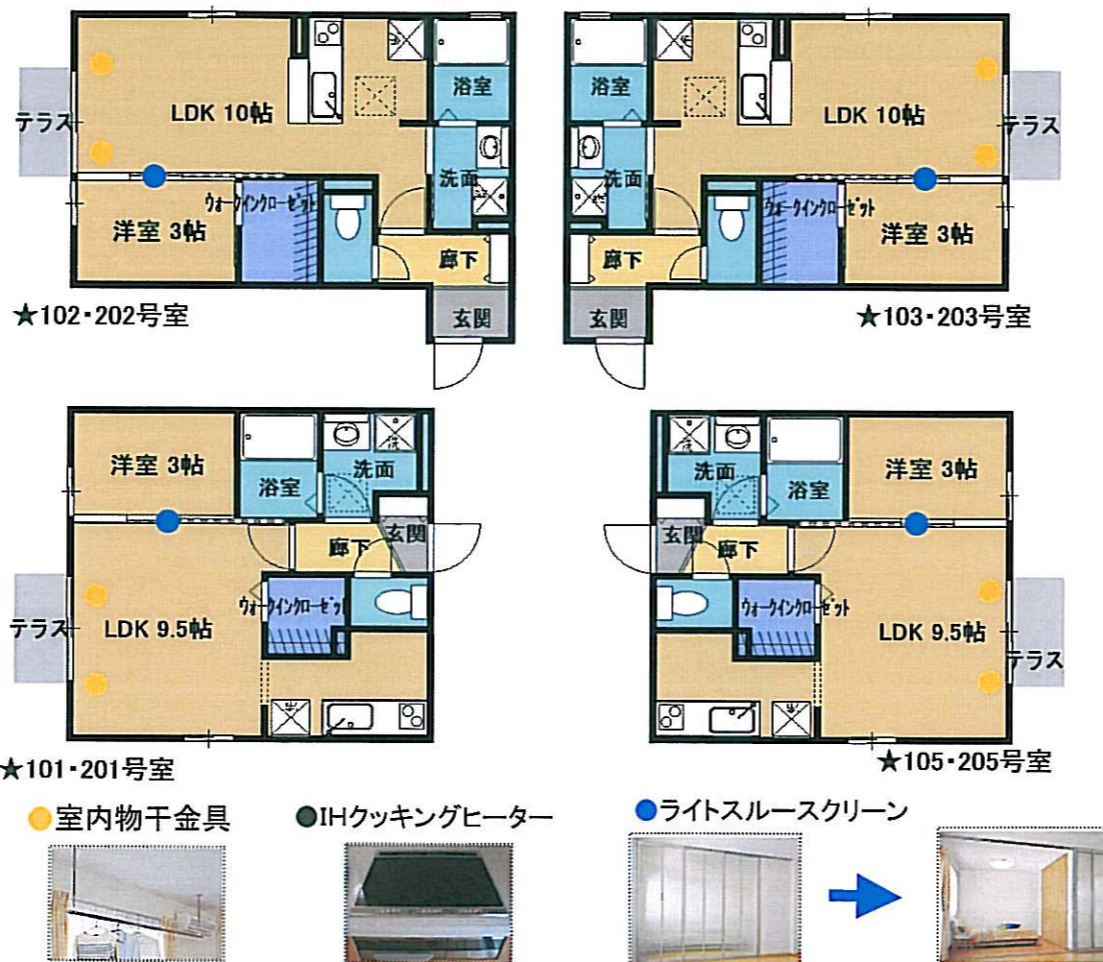 浴室
LDK 10帖
テラス
洗面
ウォークインクローゼット
洋室 3帖
廊下
玄関
★102・202号室
浴室
LDK 10帖
テラス
洗面
ウォークインクローゼット
洋室 3帖
廊下
玄関
★103・203号室
洋室 3帖
浴室
洗面
洗
玄関
廊下
ウォークインクローゼット
テラス
LDK 9.5帖
★101・201号室
洗
洗面
浴室
洋室 3帖
玄関
廊下
ウォークインクローゼット
LDK 9.5帖
テラス
★105・205号室
●室内物干金具
●IHクッキングヒーター
●ライトスルースクリーン